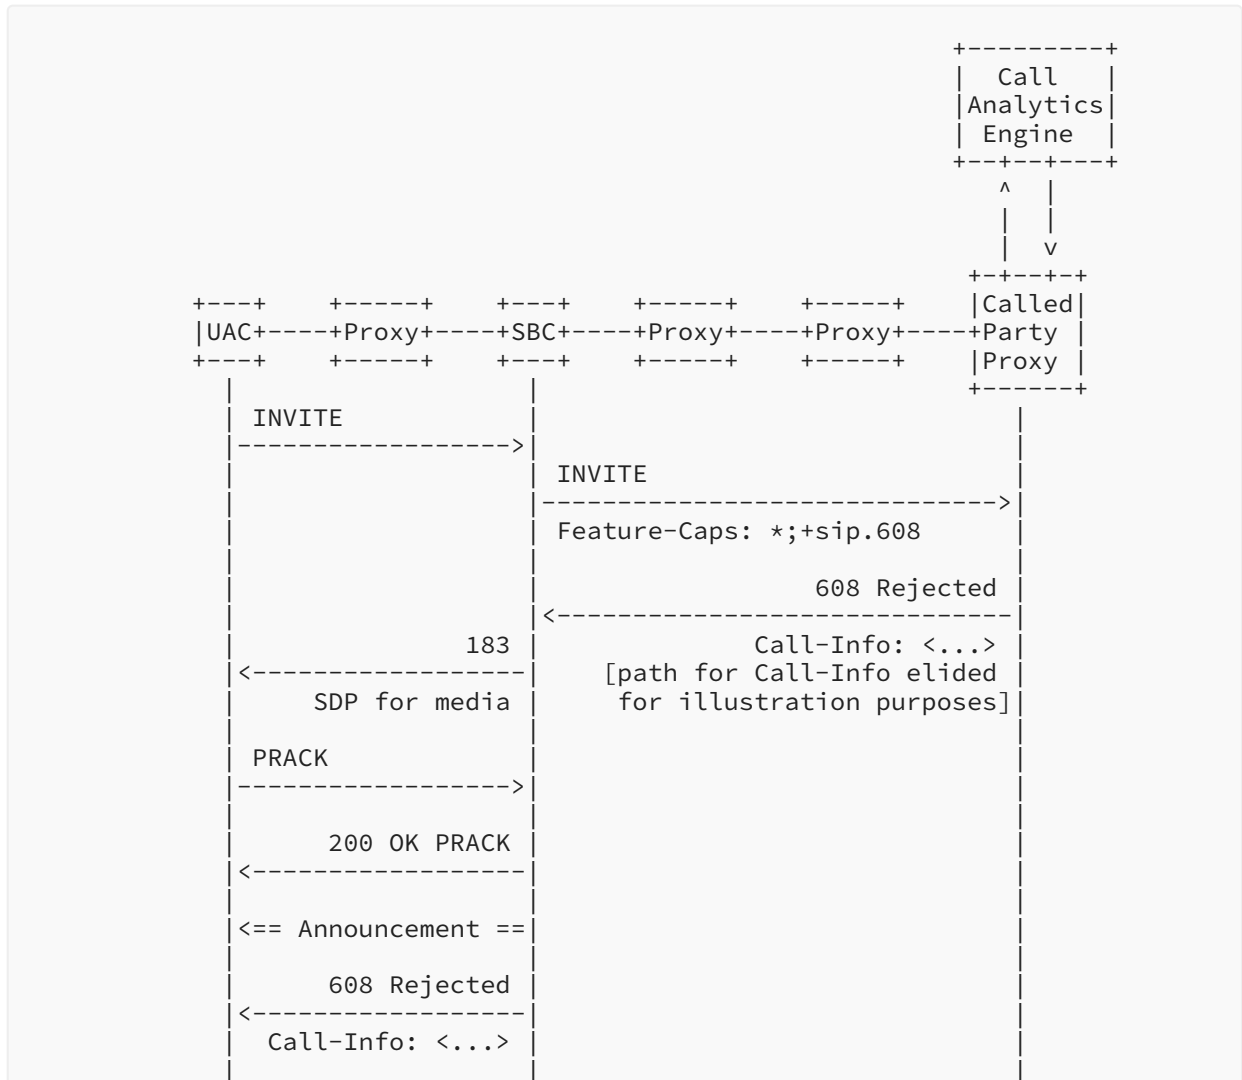 +---------+
                                                  |  Call   |
                                                  |Analytics|
                                                  | Engine  |
                                                  +--+--+---+
                                                     ^  |
                                                     |  |
                                                     |  v
                                                   +-+--+-+
+---+    +-----+    +---+    +-----+    +-----+    |Called|
|UAC+----+Proxy+----+SBC+----+Proxy+----+Proxy+----+Party |
+---+    +-----+    +---+    +-----+    +-----+    |Proxy |
  |                   |                            +------+
  | INVITE            |                               |
  |------------------>|                               |
  |                   | INVITE                        |
  |                   |------------------------------>|
  |                   | Feature-Caps: *;+sip.608      |
  |                   |                               |
  |                   |                  608 Rejected |
  |                   |<------------------------------|
  |               183 |              Call-Info: <...> |
  |<------------------|    [path for Call-Info elided |
  |     SDP for media |     for illustration purposes]|
  |                   |                               |
  | PRACK             |                               |
  |------------------>|                               |
  |                   |                               |
  |      200 OK PRACK |                               |
  |<------------------|                               |
  |                   |                               |
  |<== Announcement ==|                               |
  |                   |                               |
  |      608 Rejected |                               |
  |<------------------|                               |
  |  Call-Info: <...> |                               |
  |                   |                               |